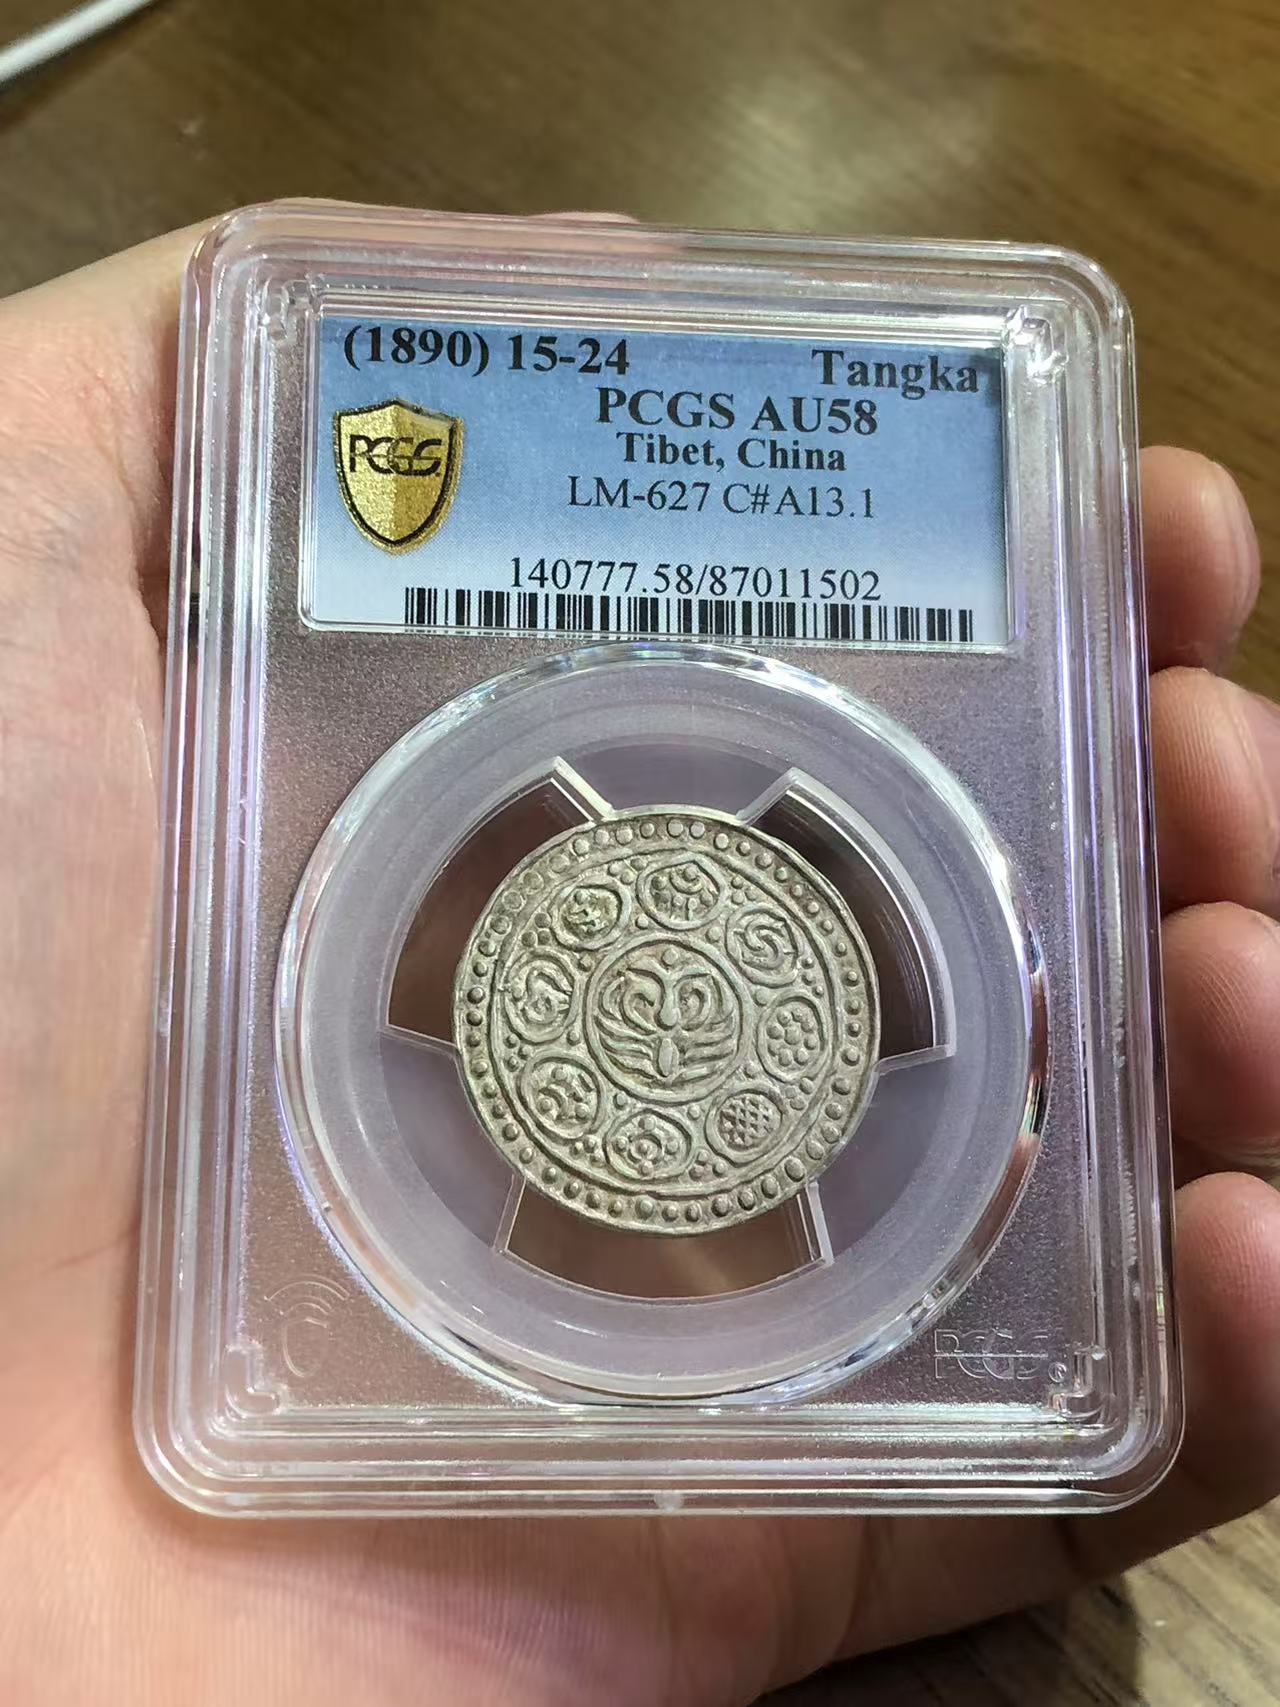 (1890) 15-24 Tangka
PCGS AU58
PCGS
Tibet, China
LM-627 C#A13.1
140777.58/87011502
PCGS